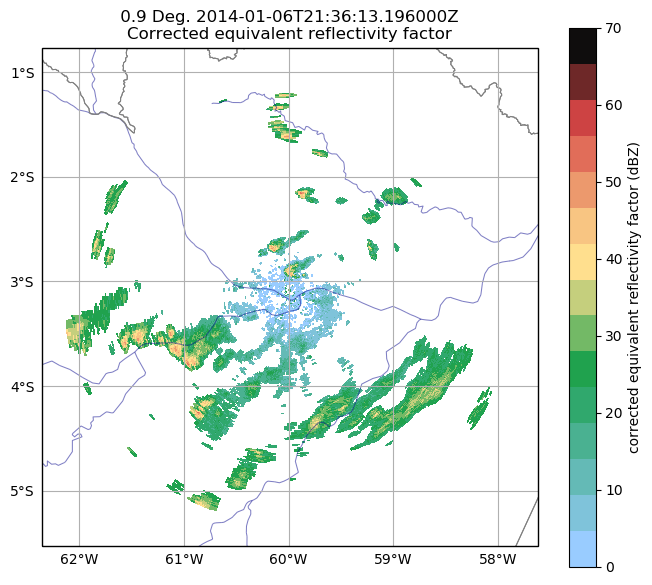 0.9 Deg. 2014-01-06T21:36:13.196000Z
Corrected equivalent reflectivity factor
1°S
2°S
3°S
4°S
5°S
62°W
61°W
60°W
59°W
58°W
70
60
50
40
30
20
10
0
corrected equivalent reflectivity factor (dBZ)